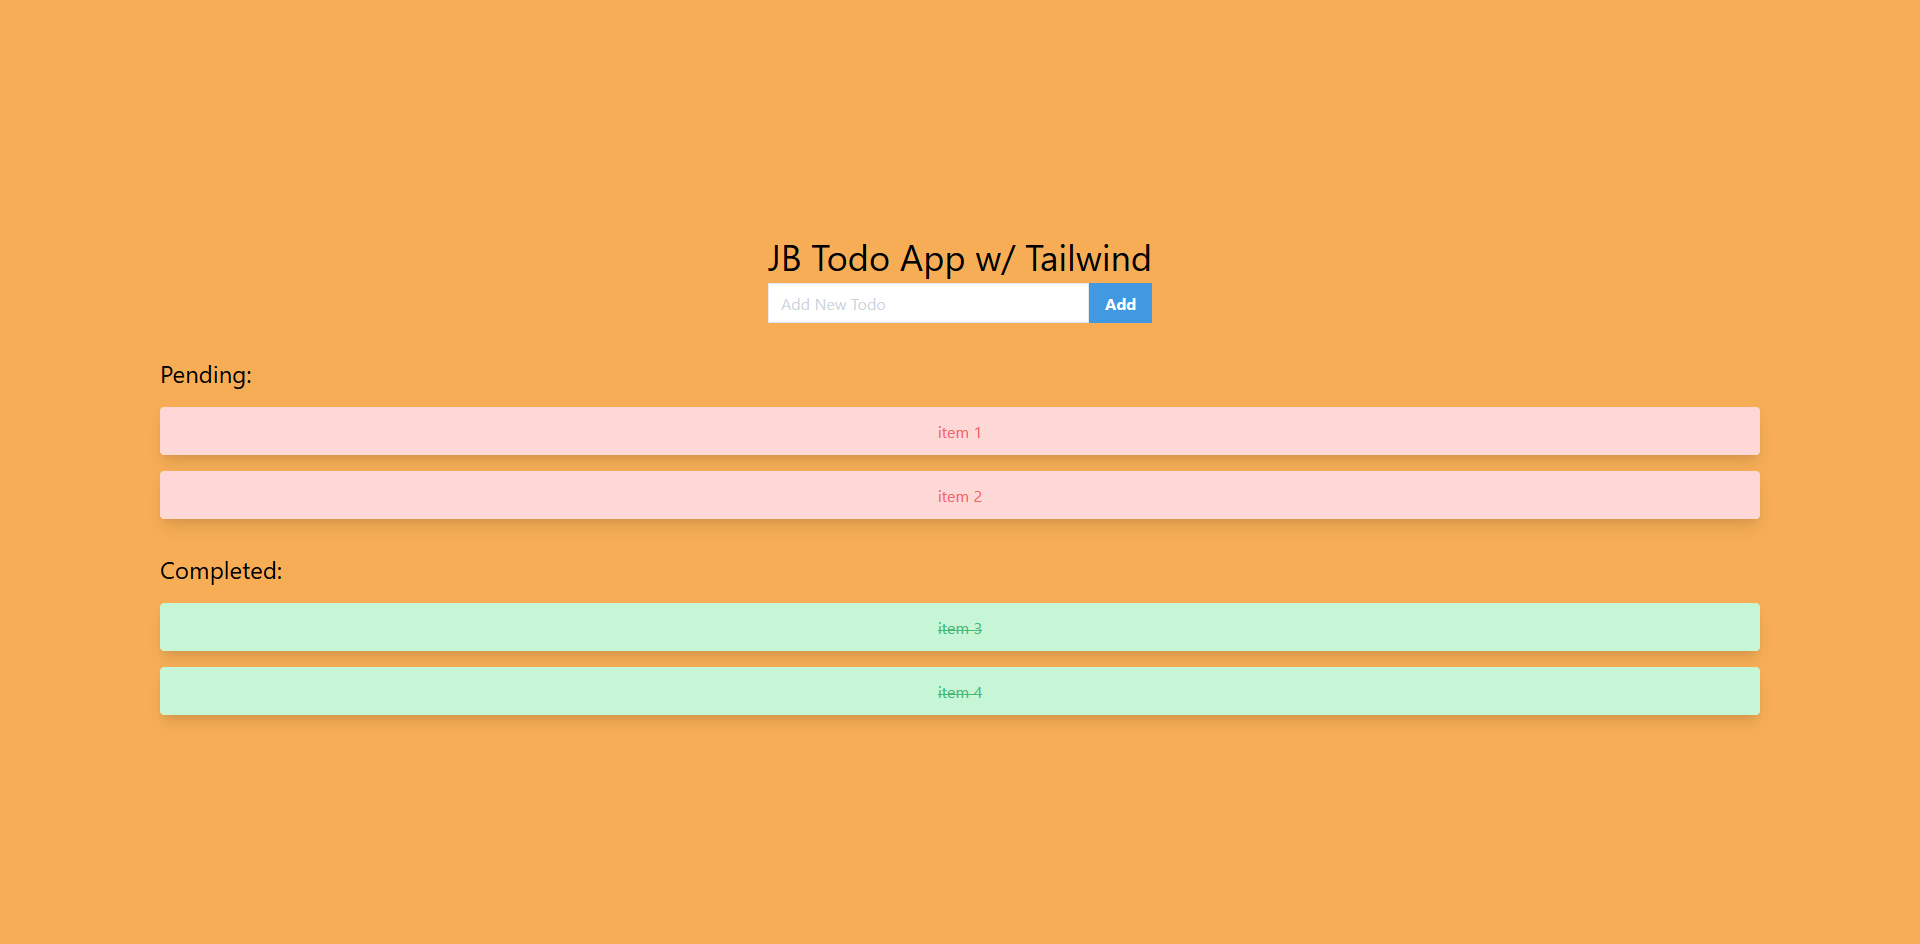 JB Todo App w/ Tailwind
Add New Todo
Add
Pending:
item 1
item 2
Completed:
item 3
item 4